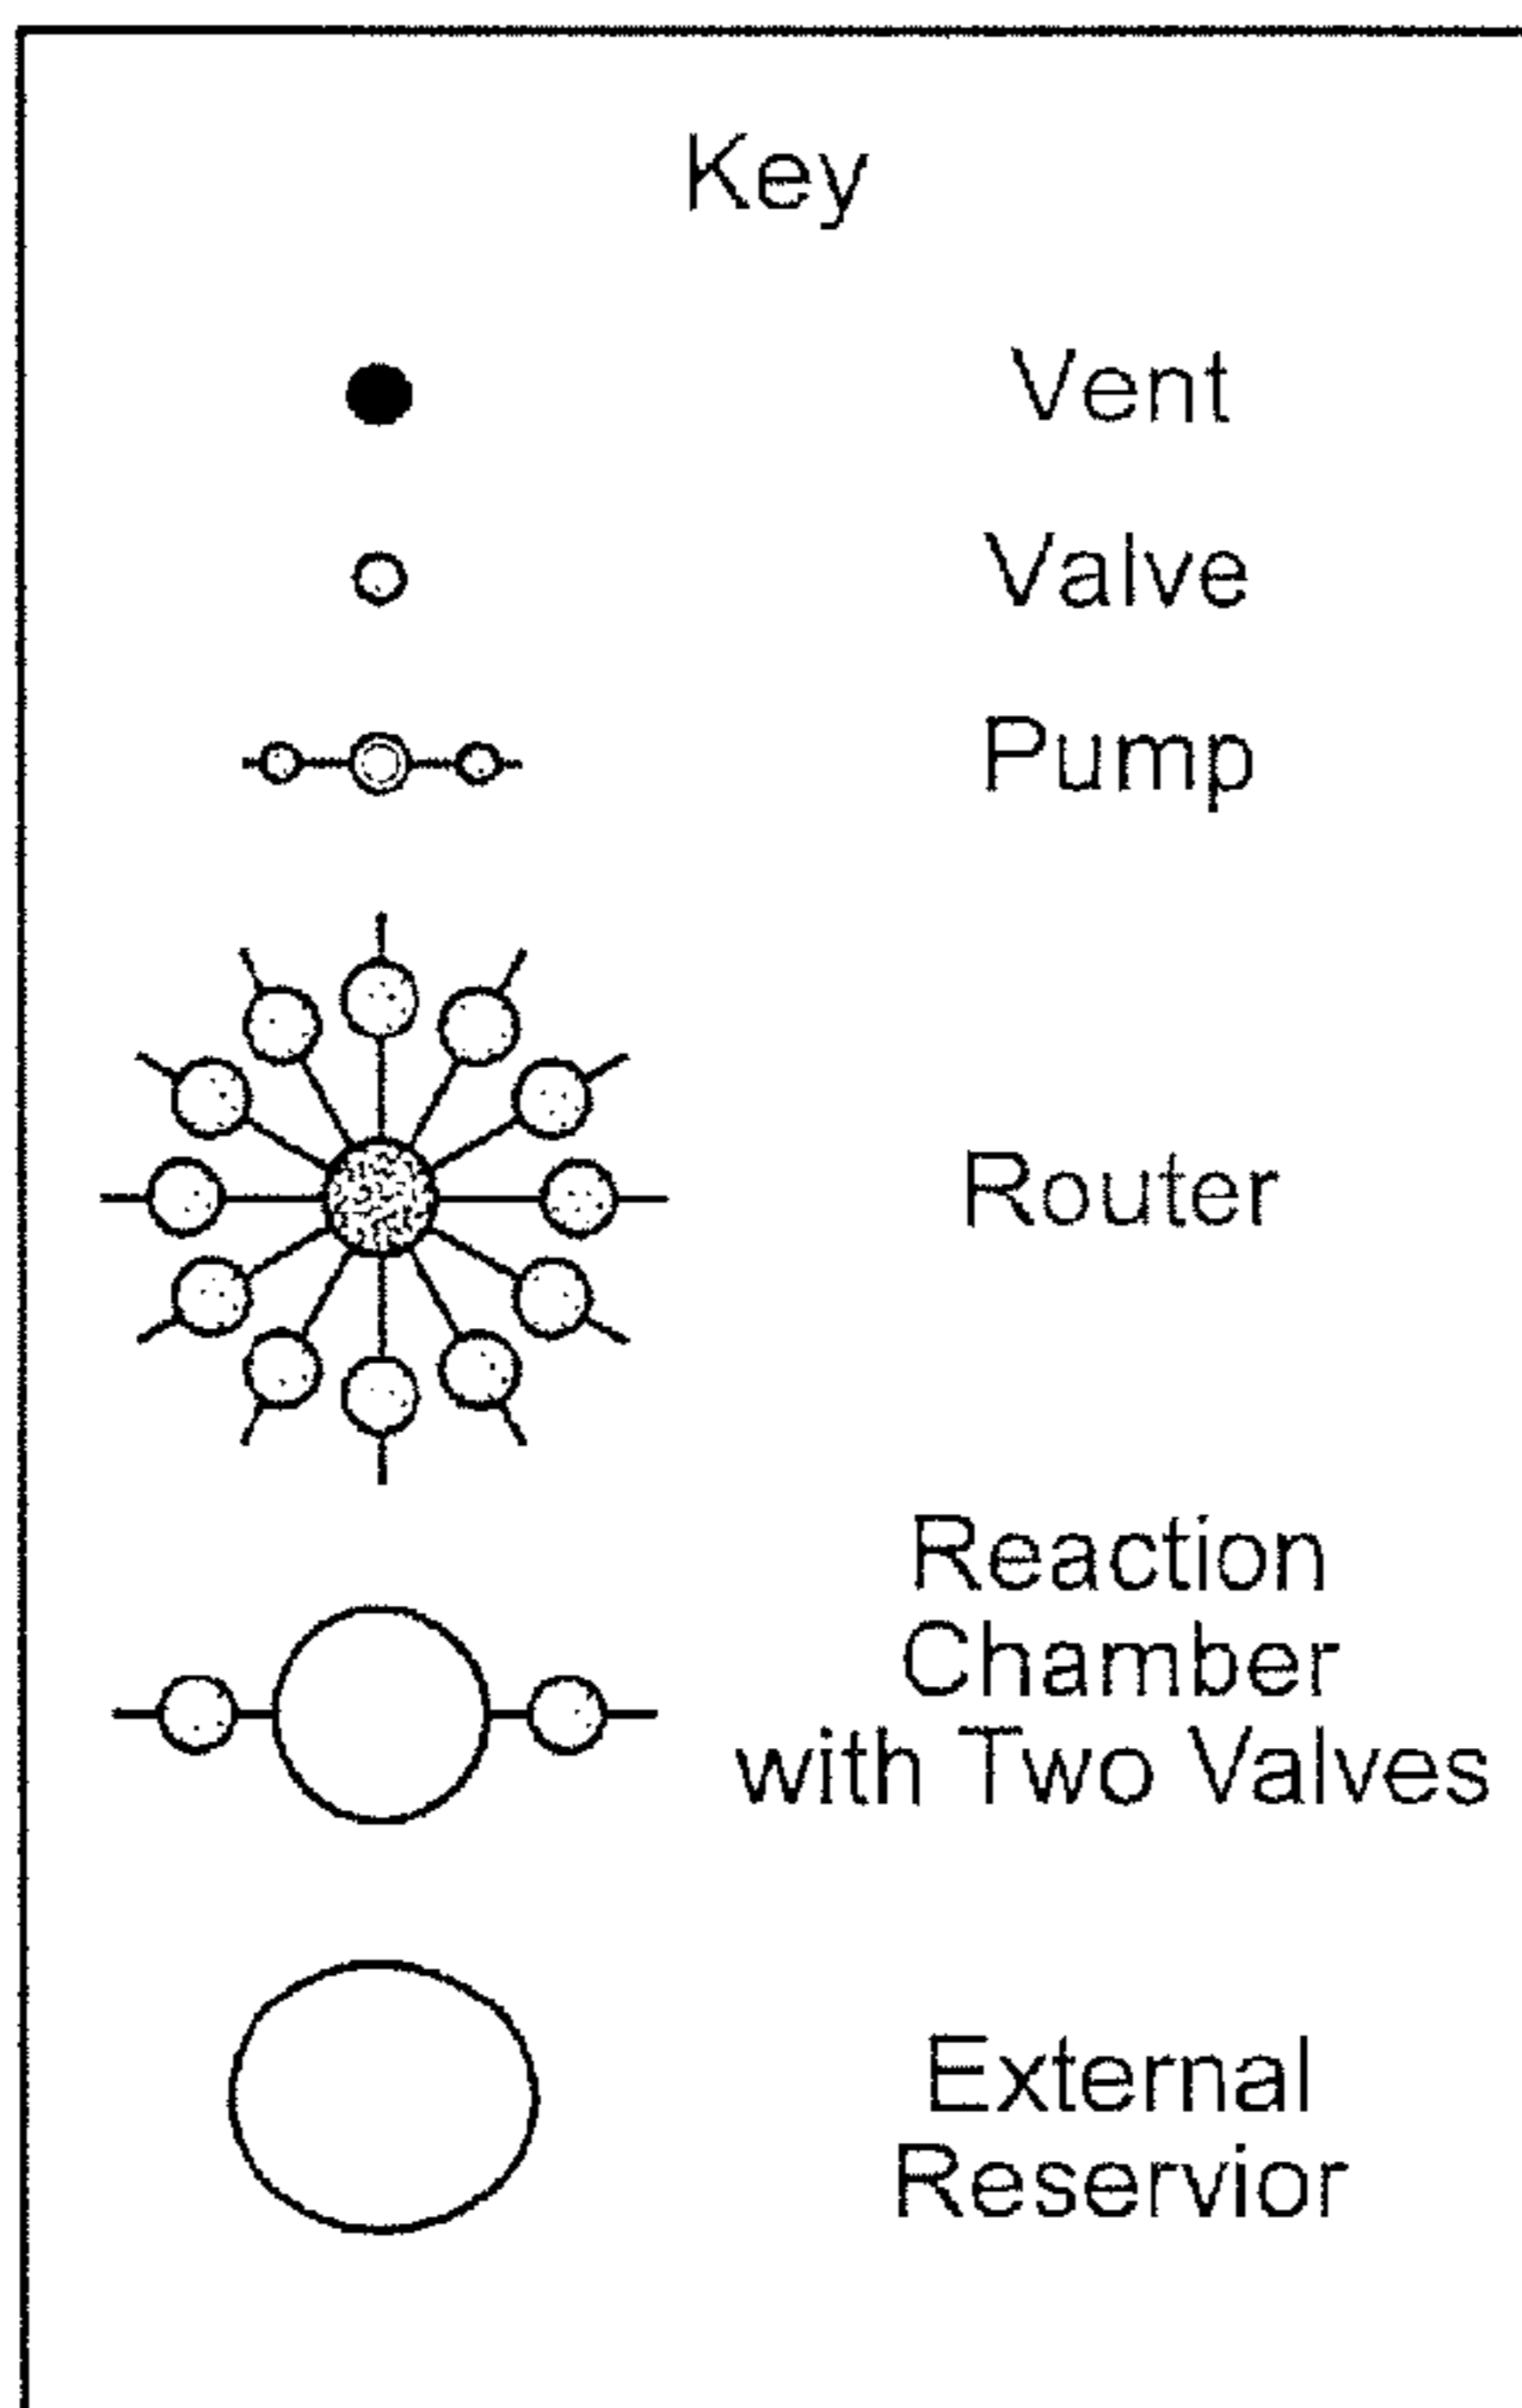 Key
Vent
Valve
Pump
Router
Reaction
Chamber
with Two Valves
External
Reservior